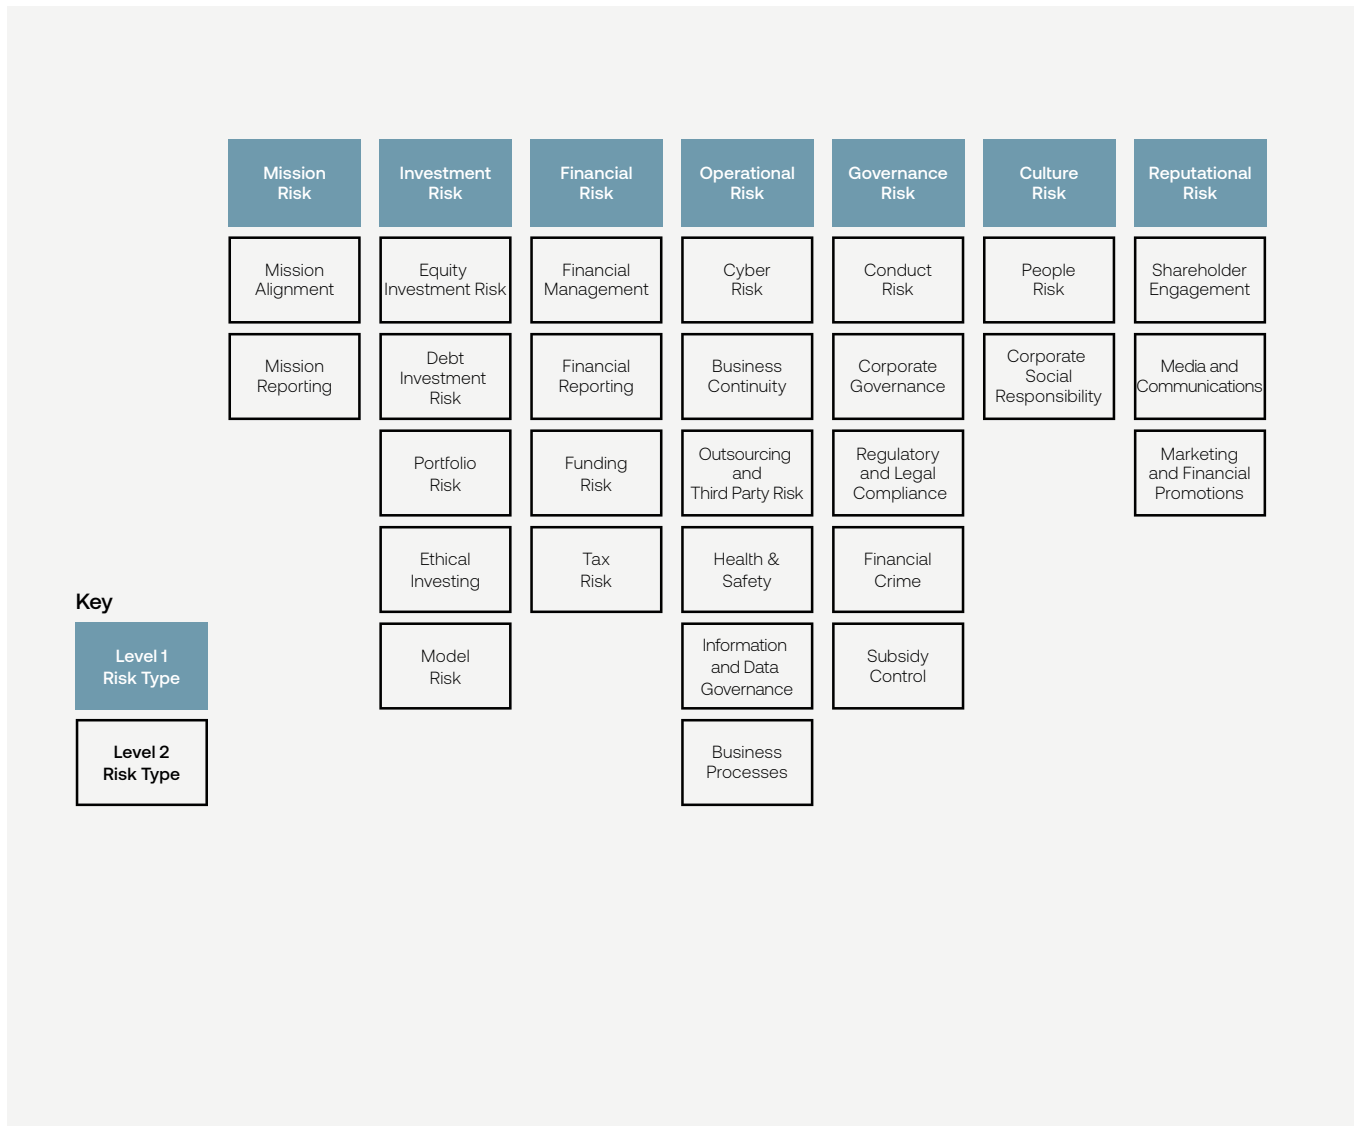 Mission
Risk
Investment
Risk
Financial
Risk
Operational
Risk
Governance
Risk
Culture
Risk
Reputational
Risk
Mission
Alignment
Equity
Investment Risk
Financial
Management
Cyber
Risk
Conduct
Risk
People
Risk
Shareholder
Engagement
Mission
Reporting
Debt
Investment
Risk
Financial
Reporting
Business
Continuity
Corporate
Governance
Corporate
Social
Responsibility
Media and
Communications
Portfolio
Risk
Funding
Risk
Outsourcing
and
Third Party Risk
Regulatory
and Legal
Compliance
Marketing
and Financial
Promotions
Ethical
Investing
Tax
Risk
Health &
Safety
Financial
Crime
Model
Risk
Information
and Data
Governance
Subsidy
Control
Business
Processes
Key
Level 1
Risk Type
Level 2
Risk Type